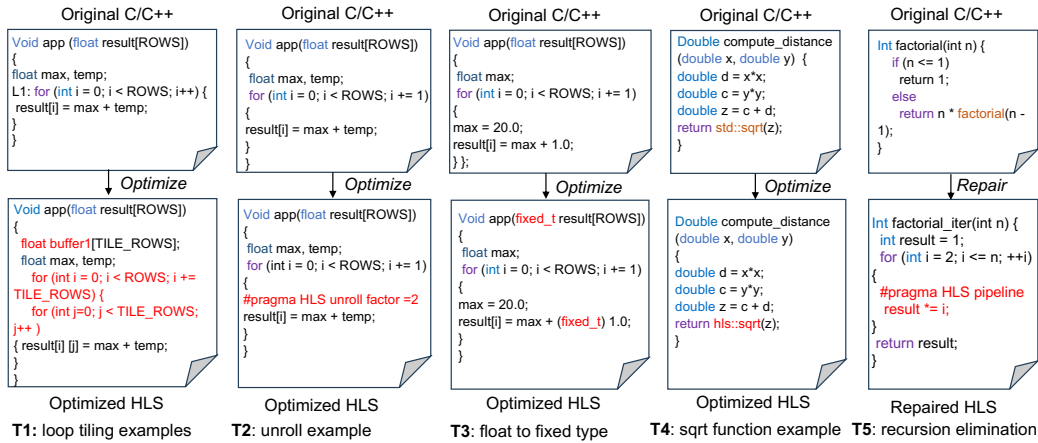 Original C/C++
Void app (float result[ROWS])
{
float max, temp;
L1: for (int i = 0; i < ROWS; i++) {
result[i] = max + temp;
}
}
Optimize
Void app(float result[ROWS])
{
float buffer1[TILE_ROWS];
float max, temp;
for (int i = 0; i < ROWS; i +=
TILE_ROWS) {
for (int j=0; j < TILE_ROWS;
j++ )
{ result[i] [j] = max + temp;
}
}
Optimized HLS
T1: loop tiling examples
Original C/C++
Void app(float result[ROWS])
{
float max, temp;
for (int i = 0; i < ROWS; i += 1)
{
result[i] = max + temp;
}
}
Optimize
Void app(float result[ROWS])
{
float max, temp;
for (int i = 0; i < ROWS; i += 1)
{
#pragma HLS unroll factor =2
result[i] = max + temp;
}
}
Optimized HLS
T2: unroll example
Original C/C++
Void app(float result[ROWS])
{
float max;
for (int i = 0; i < ROWS; i += 1)
{
max = 20.0;
result[i] = max + 1.0;
} };
Optimize
Void app(fixed_t result[ROWS])
{
float max;
for (int i = 0; i < ROWS; i += 1)
{
max = 20.0;
result[i] = max + (fixed_t) 1.0;
}
}
Optimized HLS
T3: float to fixed type
Original C/C++
Double compute_distance
(double x, double y) {
double d = x*x;
double c = y*y;
double z = c + d;
return std::sqrt(z);
}
Optimize
Double compute_distance
(double x, double y)
{
double d = x*x;
double c = y*y;
double z = c + d;
return hls::sqrt(z);
}
Optimized HLS
T4: sqrt function example
Original C/C++
Int factorial(int n) {
if (n <= 1)
return 1;
else
return n * factorial(n -
1);
}
Repair
Int factorial_iter(int n) {
int result = 1;
for (int i = 2; i <= n; ++i)
{
#pragma HLS pipeline
result *= i;
}
return result;
}
Repaired HLS
T5: recursion elimination